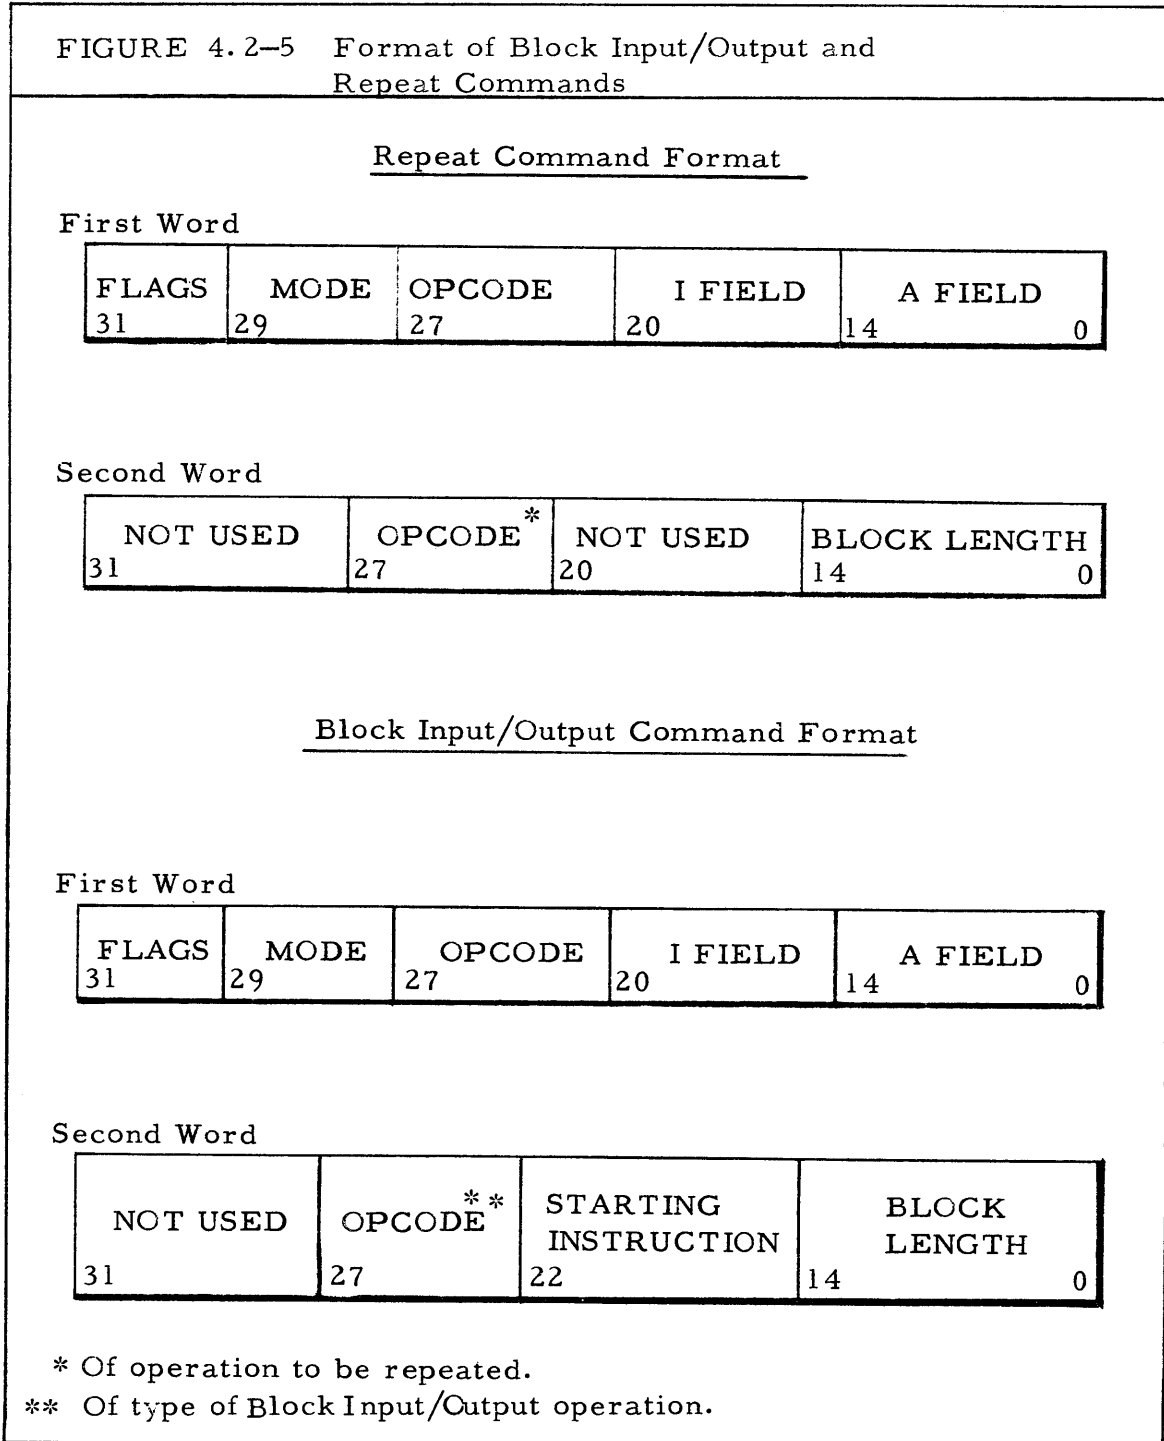 FIGURE 4.2–5 Format of Block Input/Output and
Repeat Commands
Repeat Command Format
First Word
FLAGS MODE OPCODE I FIELD A FIELD
31 29 27 20 14 0
Second Word
NOT USED OPCODE* NOT USED BLOCK LENGTH
31 27 20 14 0
Block Input/Output Command Format
First Word
FLAGS MODE OPCODE I FIELD A FIELD
31 29 27 20 14 0
Second Word
NOT USED OPCODE** STARTING INSTRUCTION BLOCK LENGTH
31 27 22 14 0
* Of operation to be repeated.
** Of type of Block Input/Output operation.